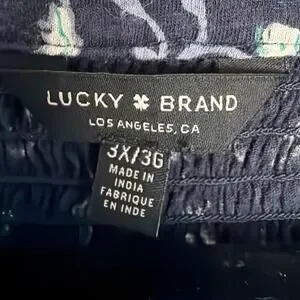 LUCKY BRAND
LOS ANGELES, CA
3X/3G
MADE IN
INDIA
FABRIQUE
EN INDE